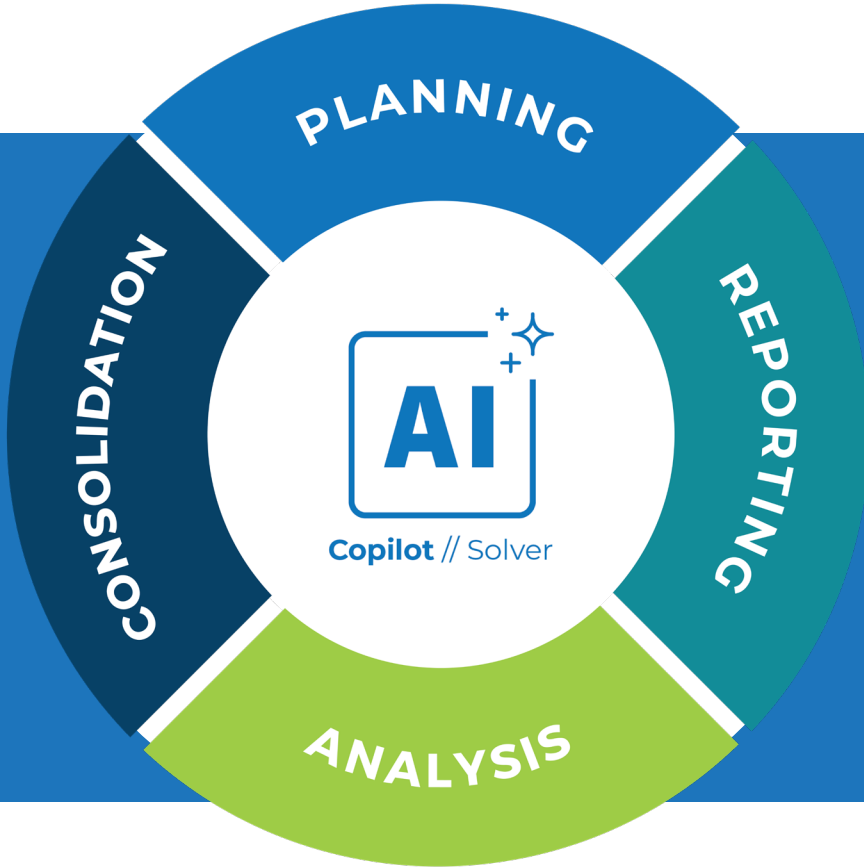 PLANNING
REPORTING
ANALYSIS
CONSOLIDATION
AI
Copilot // Solver